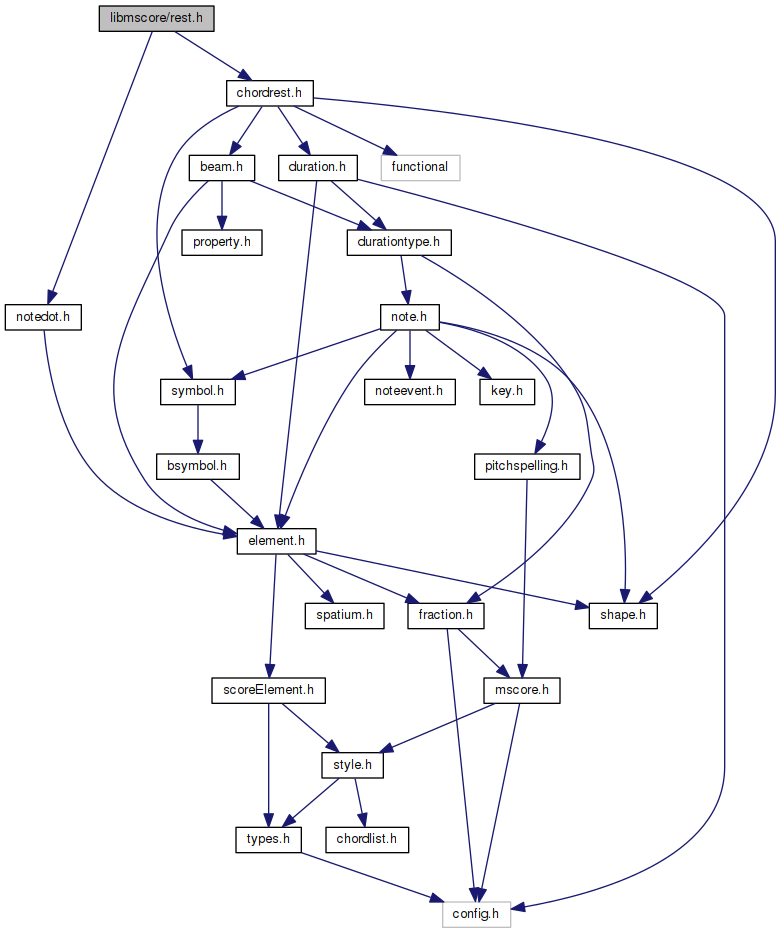 libmscore/rest.h
chordrest.h
beam.h
duration.h
functional
property.h
durationtype.h
notedot.h
note.h
symbol.h
noteevent.h
key.h
bsymbol.h
pitchspelling.h
element.h
spatium.h
fraction.h
shape.h
scoreElement.h
mscore.h
style.h
types.h
chordlist.h
config.h